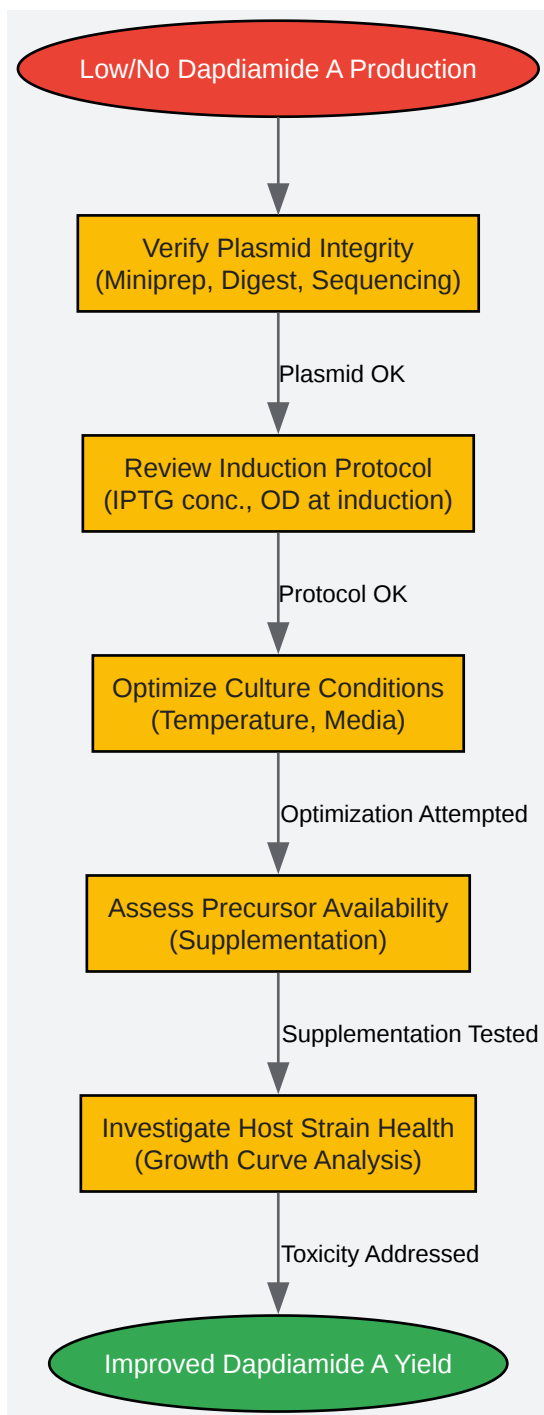 Low/No Dapdiamide A Production
Verify Plasmid Integrity
(Miniprep, Digest, Sequencing)
Plasmid OK
Review Induction Protocol
(IPTG conc., OD at induction)
Protocol OK
Optimize Culture Conditions
(Temperature, Media)
Optimization Attempted
Assess Precursor Availability
(Supplementation)
Supplementation Tested
Investigate Host Strain Health
(Growth Curve Analysis)
Toxicity Addressed
Improved Dapdiamide A Yield